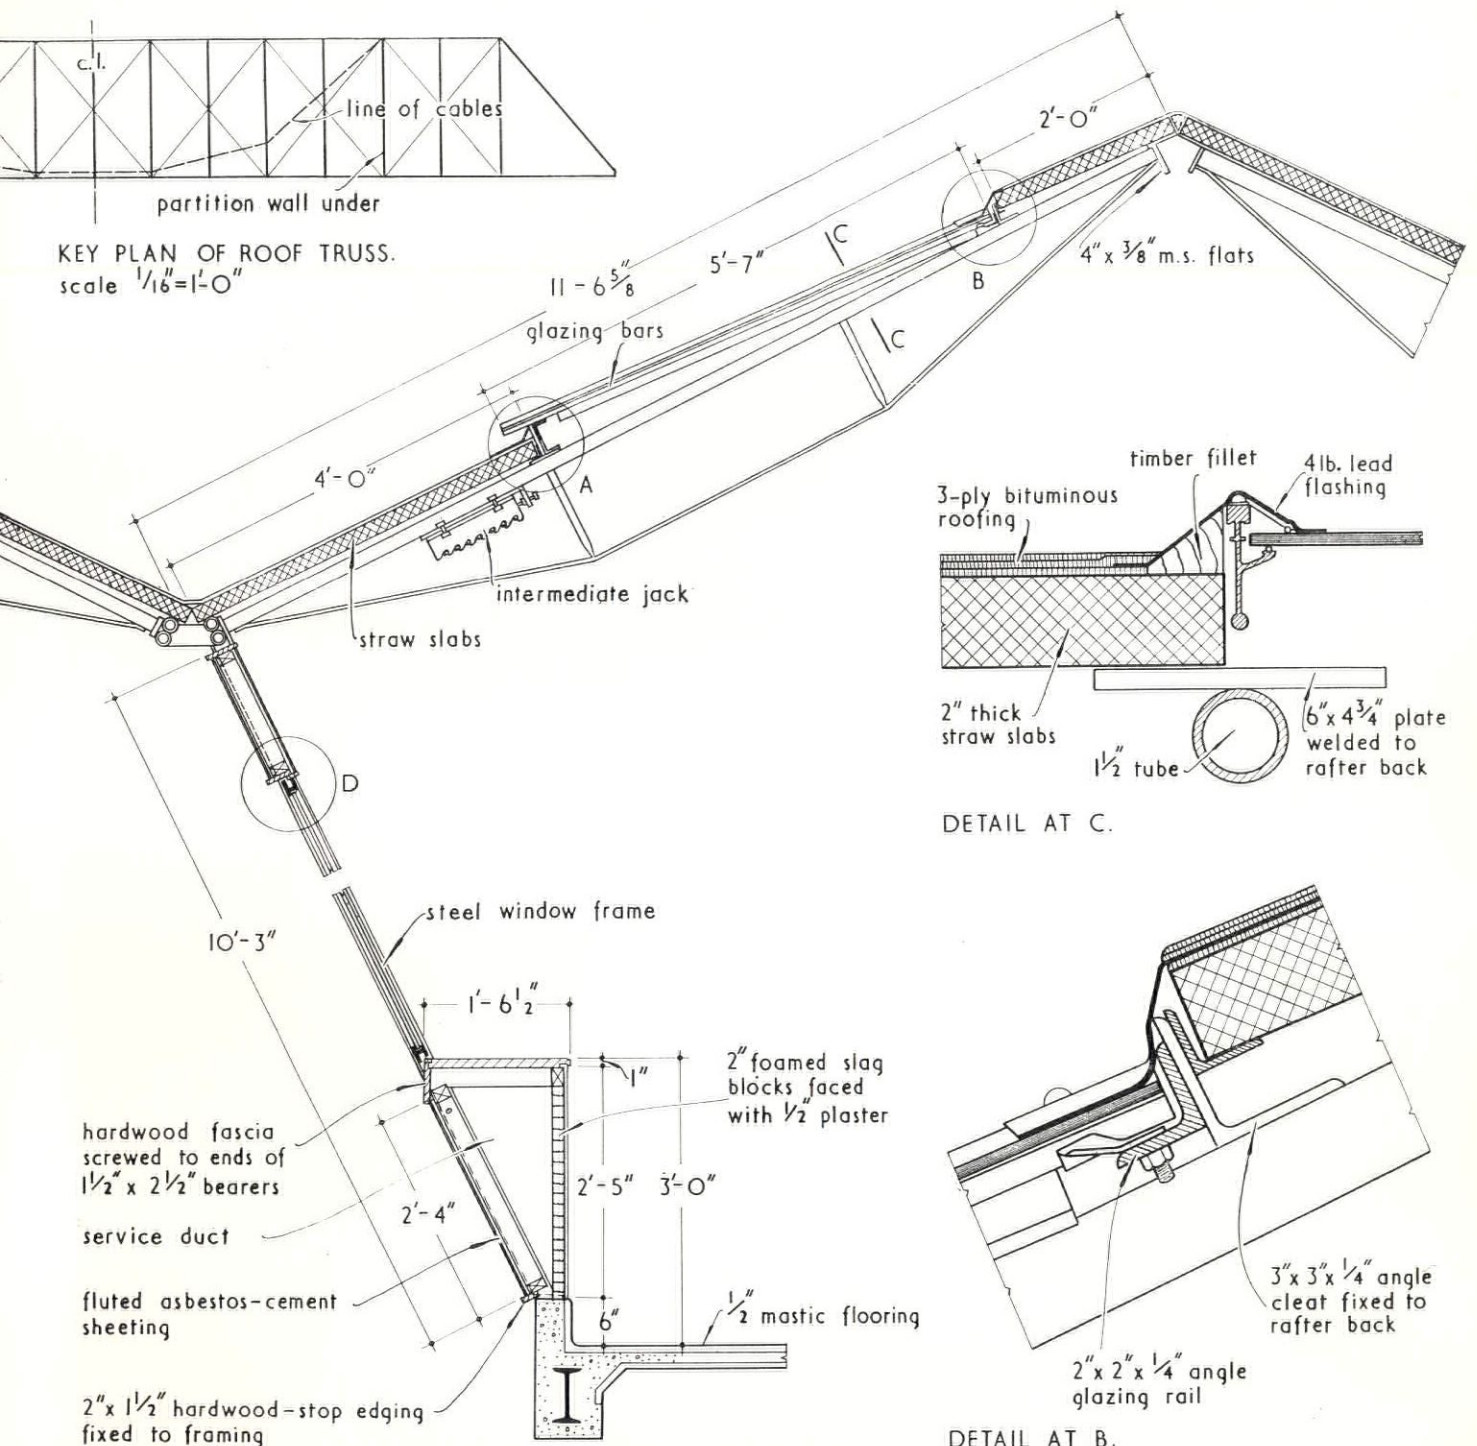 c.l.
line of cables
partition wall under
KEY PLAN OF ROOF TRUSS.
scale 1/16"=1'-0"
2'-0"
C
5'-7"
11-6 5/8"
4" x 3/8" m.s. flats
B
glazing bars
C
4'-0"
A
intermediate jack
straw slabs
timber fillet
4lb. lead
flashing
3-ply bituminous
roofing
2" thick
straw slabs
1 1/2" tube
6" x 4 3/4" plate
welded to
rafter back
DETAIL AT C.
D
steel window frame
10'-3"
1'-6 1/2"
1"
2" foamed slag
blocks faced
with 1/2" plaster
hardwood fascia
screwed to ends of
1 1/2" x 2 1/2" bearers
2'-5"
3'-0"
2'-4"
service duct
fluted asbestos-cement
sheeting
6"
1/2" mastic flooring
2" x 1 1/2" hardwood-stop edging
fixed to framing
3" x 3" x 1/4" angle
cleat fixed to
rafter back
2" x 2" x 1/4" angle
glazing rail
DETAIL AT B.